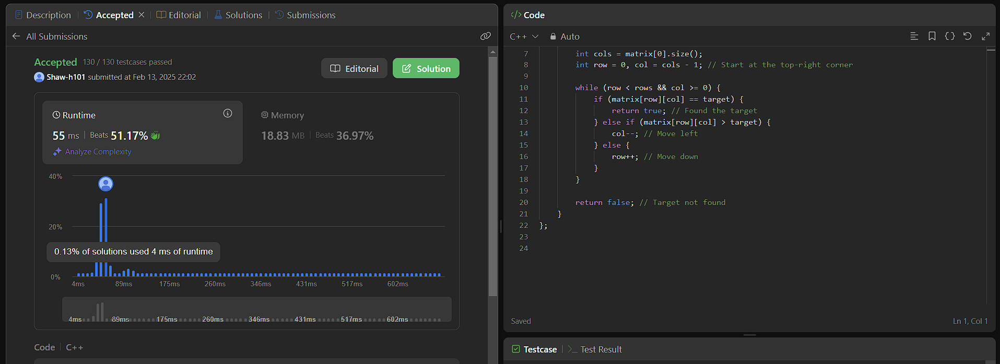 Description
Accepted
Editorial
Solutions
Submissions
All Submissions
Accepted 130 / 130 testcases passed
Shaw-h101 submitted at Feb 13, 2025 22:02
Editorial
Solution
Runtime
55 ms Beats 51.17%
Analyze Complexity
Memory
18.83 MB Beats 36.97%
40%
20%
0%
0.13% of solutions used 4 ms of runtime
4ms 89ms 175ms 260ms 346ms 431ms 517ms 602ms
4ms 89ms 175ms 260ms 346ms 431ms 517ms 602ms
Code C++
</> Code
C++ Auto
7 int cols = matrix[0].size();
8 int row = 0, col = cols - 1; // Start at the top-right corner
9
10 while (row < rows && col >= 0) {
11 if (matrix[row][col] == target) {
12 return true; // Found the target
13 } else if (matrix[row][col] > target) {
14 col--; // Move left
15 } else {
16 row++; // Move down
17 }
18 }
19
20 return false; // Target not found
21 }
22 };
23
24
Saved
Ln 1, Col 1
Testcase
Test Result